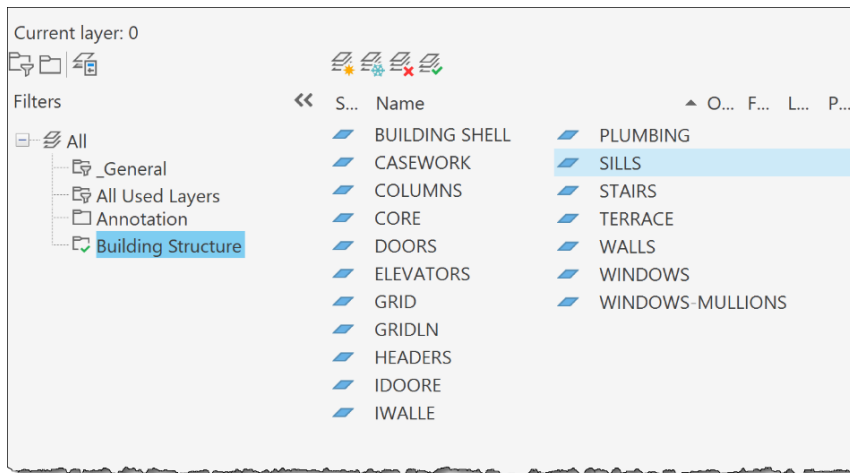 Current layer: 0
Filters
All
_General
All Used Layers
Annotation
Building Structure
S... Name O... F... L... P...
BUILDING SHELL
CASEWORK
COLUMNS
CORE
DOORS
ELEVATORS
GRID
GRIDLN
HEADERS
IDOORE
IWALLE
PLUMBING
SILLS
STAIRS
TERRACE
WALLS
WINDOWS
WINDOWS-MULLIONS